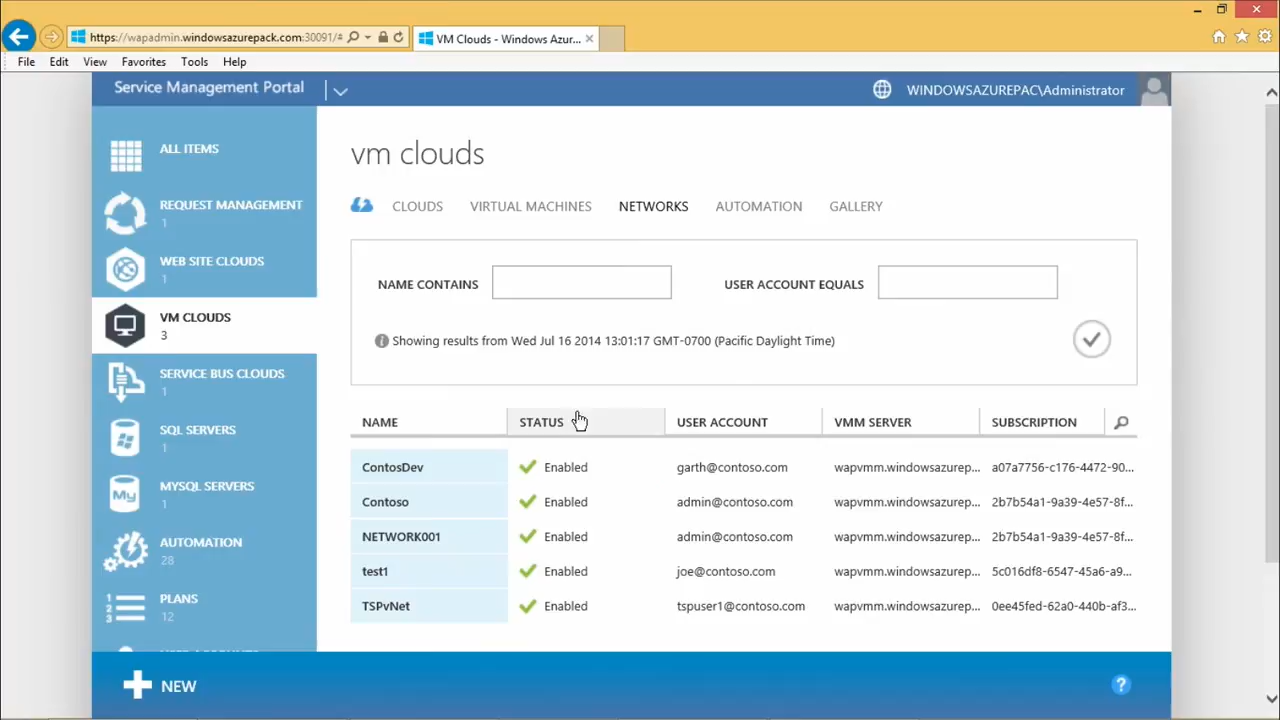 https://wapadmin.windowsazurepack.com:30091/#
VM Clouds - Windows Azur...
File Edit View Favorites Tools Help
Service Management Portal
WINDOWSAZUREPAC\Administrator
ALL ITEMS
REQUEST MANAGEMENT
1
WEB SITE CLOUDS
1
VM CLOUDS
3
SERVICE BUS CLOUDS
1
SQL SERVERS
1
MYSQL SERVERS
1
AUTOMATION
28
PLANS
12
NEW
vm clouds
CLOUDS VIRTUAL MACHINES NETWORKS AUTOMATION GALLERY
NAME CONTAINS USER ACCOUNT EQUALS
Showing results from Wed Jul 16 2014 13:01:17 GMT-0700 (Pacific Daylight Time)
NAME STATUS USER ACCOUNT VMM SERVER SUBSCRIPTION
ContosDev Enabled garth@contoso.com wapvmm.windowsazurep... a07a7756-c176-4472-90...
Contoso Enabled admin@contoso.com wapvmm.windowsazurep... 2b7b54a1-9a39-4e57-8f...
NETWORK001 Enabled admin@contoso.com wapvmm.windowsazurep... 2b7b54a1-9a39-4e57-8f...
test1 Enabled joe@contoso.com wapvmm.windowsazurep... 5c016df8-6547-45a6-a9...
TSPvNet Enabled tspuser1@contoso.com wapvmm.windowsazurep... 0ee45fed-62a0-440b-af3...